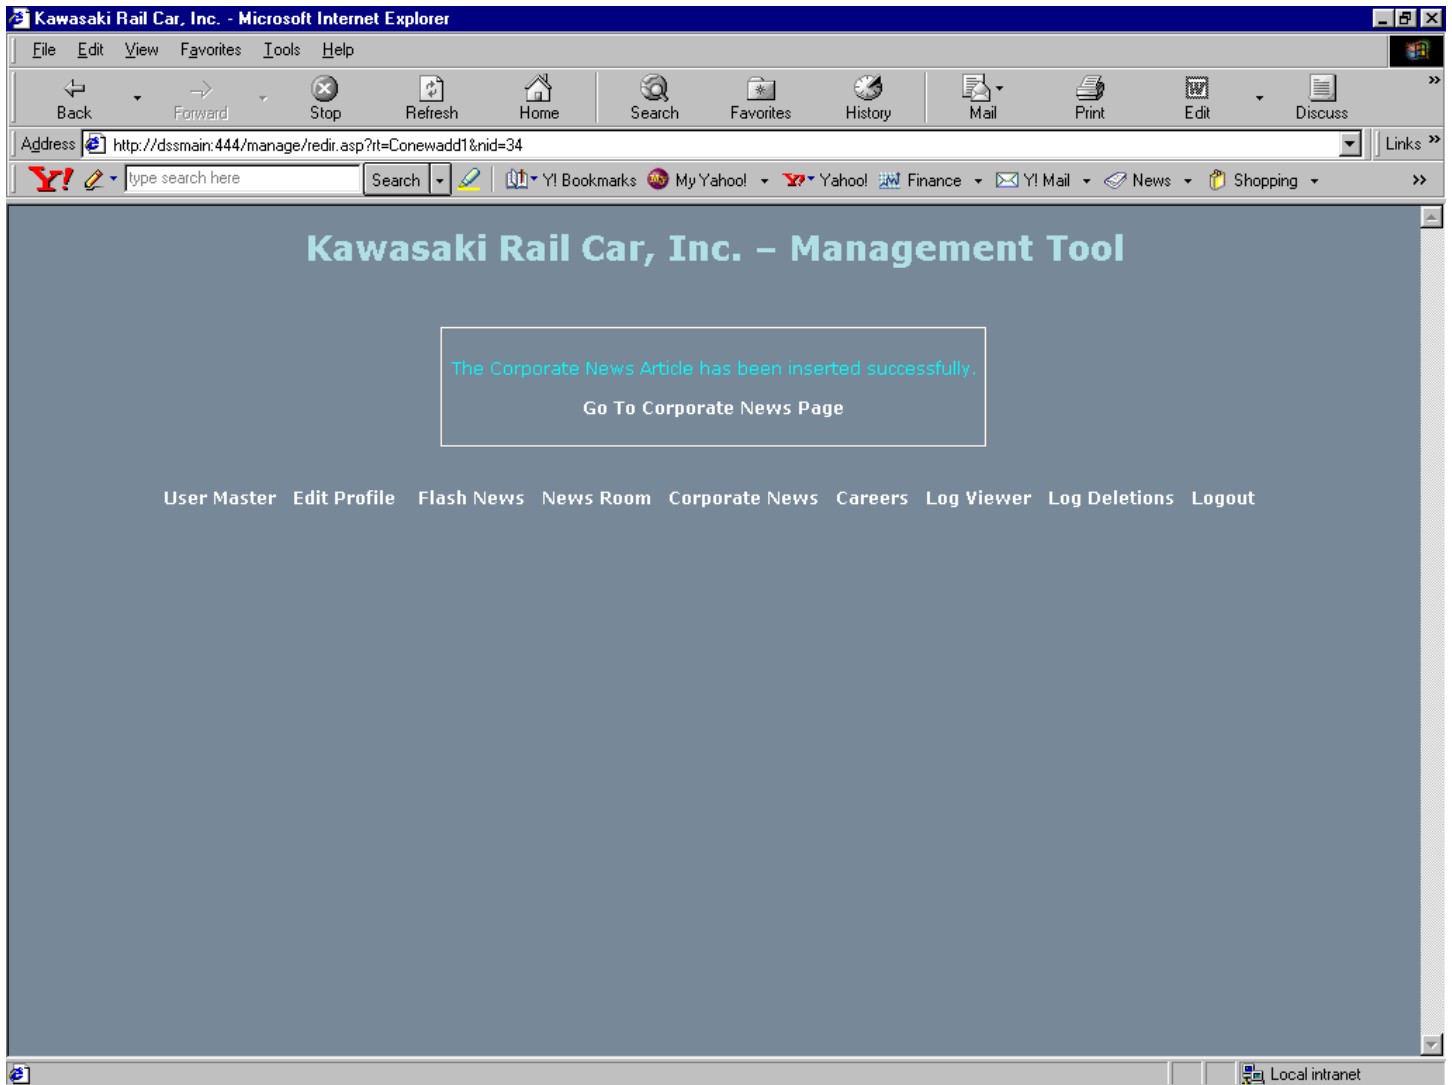 Kawasaki Rail Car, Inc. - Microsoft Internet Explorer
File Edit View Favorites Tools Help
Back Forward Stop Refresh Home Search Favorites History Mail Print Edit Discuss »
Address http://dssmain:444/manage/redir.asp?rt=Conewadd1&nid=34 Links »
Y! type search here Search Y! Bookmarks My Yahoo! Yahoo! Finance Y! Mail News Shopping »
Kawasaki Rail Car, Inc. – Management Tool
The Corporate News Article has been inserted successfully.
Go To Corporate News Page
User Master Edit Profile Flash News News Room Corporate News Careers Log Viewer Log Deletions Logout
Local intranet